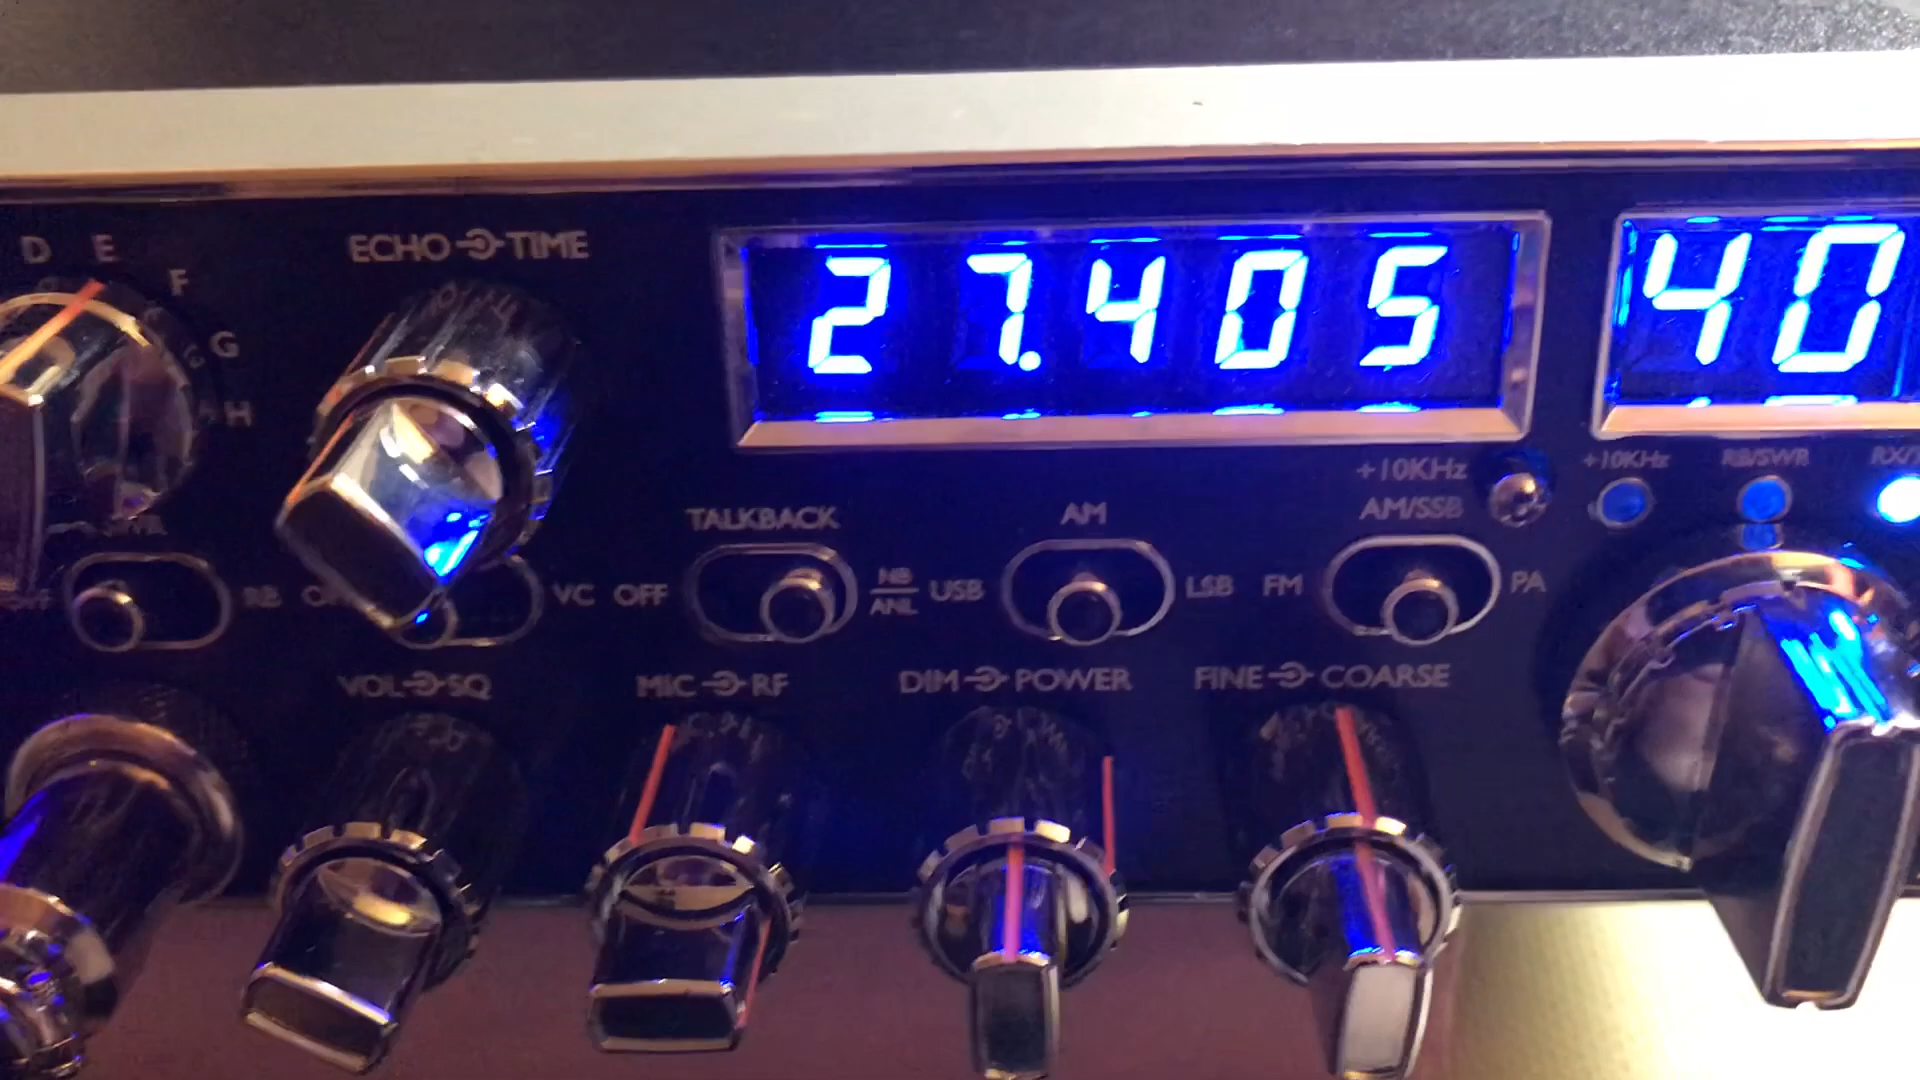 D E F G H
ECHO TIME
27.405
40
+10KHz
AM/SSB
+10KHz
RB/SWR
TALKBACK
AM
RB
VC OFF
NB
ANL
USB
LSB
FM
PA
VOL SQ
MIC RF
DIM POWER
FINE COARSE